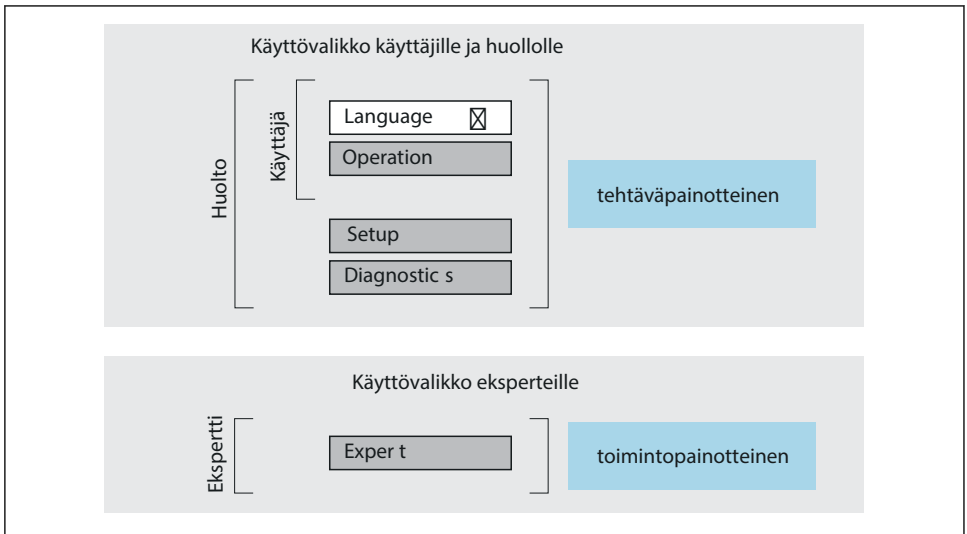 Käyttövalikko käyttäjille ja huollolle
Huolto
Käyttäjä
Language
Operation
Setup
Diagnostic s
tehtäväpainotteinen
Käyttövalikko eksperteille
Ekspertti
Exper t
toimintopainotteinen